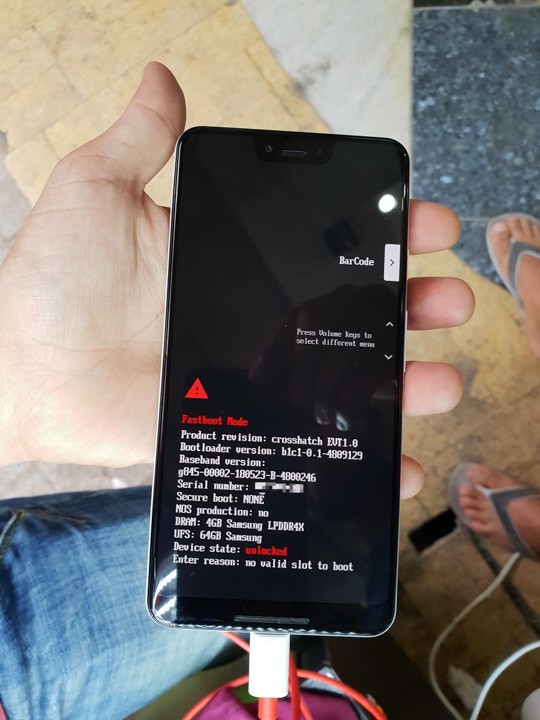 BarCode
Press Volume keys to
select different menu
Fastboot Mode
Product revision: crosshatch EVT1.0
Bootloader version: b1c1-0.1-4809129
Baseband version:
g845-00002-180523-B-4800246
Serial number:
Secure boot: NONE
NOS production: no
DRAM: 4GB Samsung LPDDR4X
UFS: 64GB Samsung
Device state: unlocked
Enter reason: no valid slot to boot